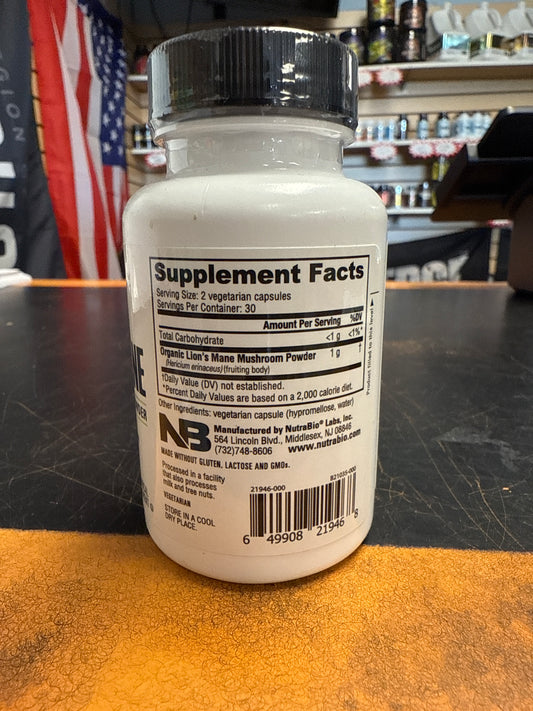 Supplement Facts
Serving Size: 2 vegetarian capsules
Servings Per Container: 30
Amount Per Serving %DV
Total Carbohydrate <1 g <1%*
Organic Lion's Mane Mushroom Powder 1 g †
(Hericium erinaceus) (fruiting body)
†Daily Value (DV) not established.
*Percent Daily Values are based on a 2,000 calorie diet.
Other Ingredients: vegetarian capsule (hypromellose, water)
NB
Manufactured by NutraBio® Labs, Inc.
564 Lincoln Blvd., Middlesex, NJ 08846
(732)748-8606 www.nutrabio.com
MADE WITHOUT GLUTEN, LACTOSE AND GMOs.
Processed in a facility
that also processes
milk and tree nuts.
VEGETARIAN
STORE IN A COOL
DRY PLACE.
21946-000 821035-000
6 49908 21946 8
Product filled to this level
NE